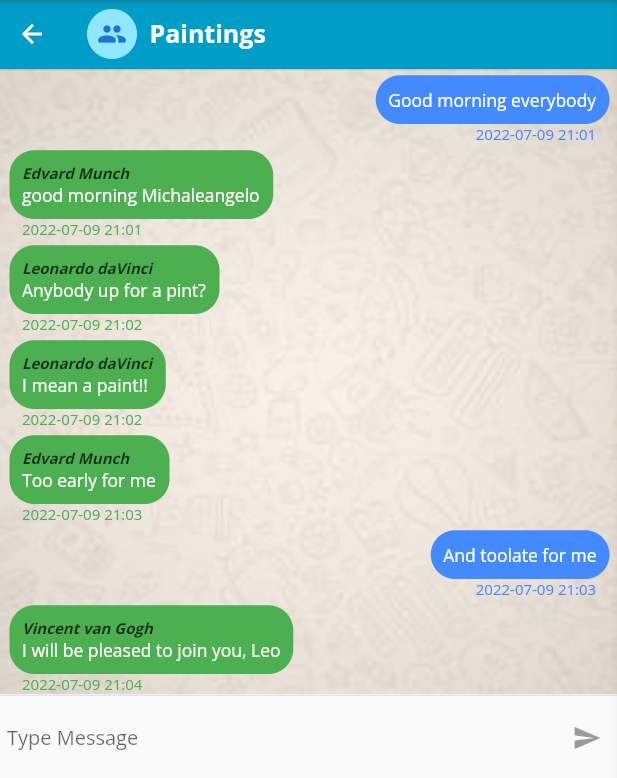 Paintings
Good morning everybody
2022-07-09 21:01
Edvard Munch
good morning Michaleangelo
2022-07-09 21:01
Leonardo daVinci
Anybody up for a pint?
2022-07-09 21:02
Leonardo daVinci
I mean a paint!!
2022-07-09 21:02
Edvard Munch
Too early for me
2022-07-09 21:03
And toolate for me
2022-07-09 21:03
Vincent van Gogh
I will be pleased to join you, Leo
2022-07-09 21:04
Type Message